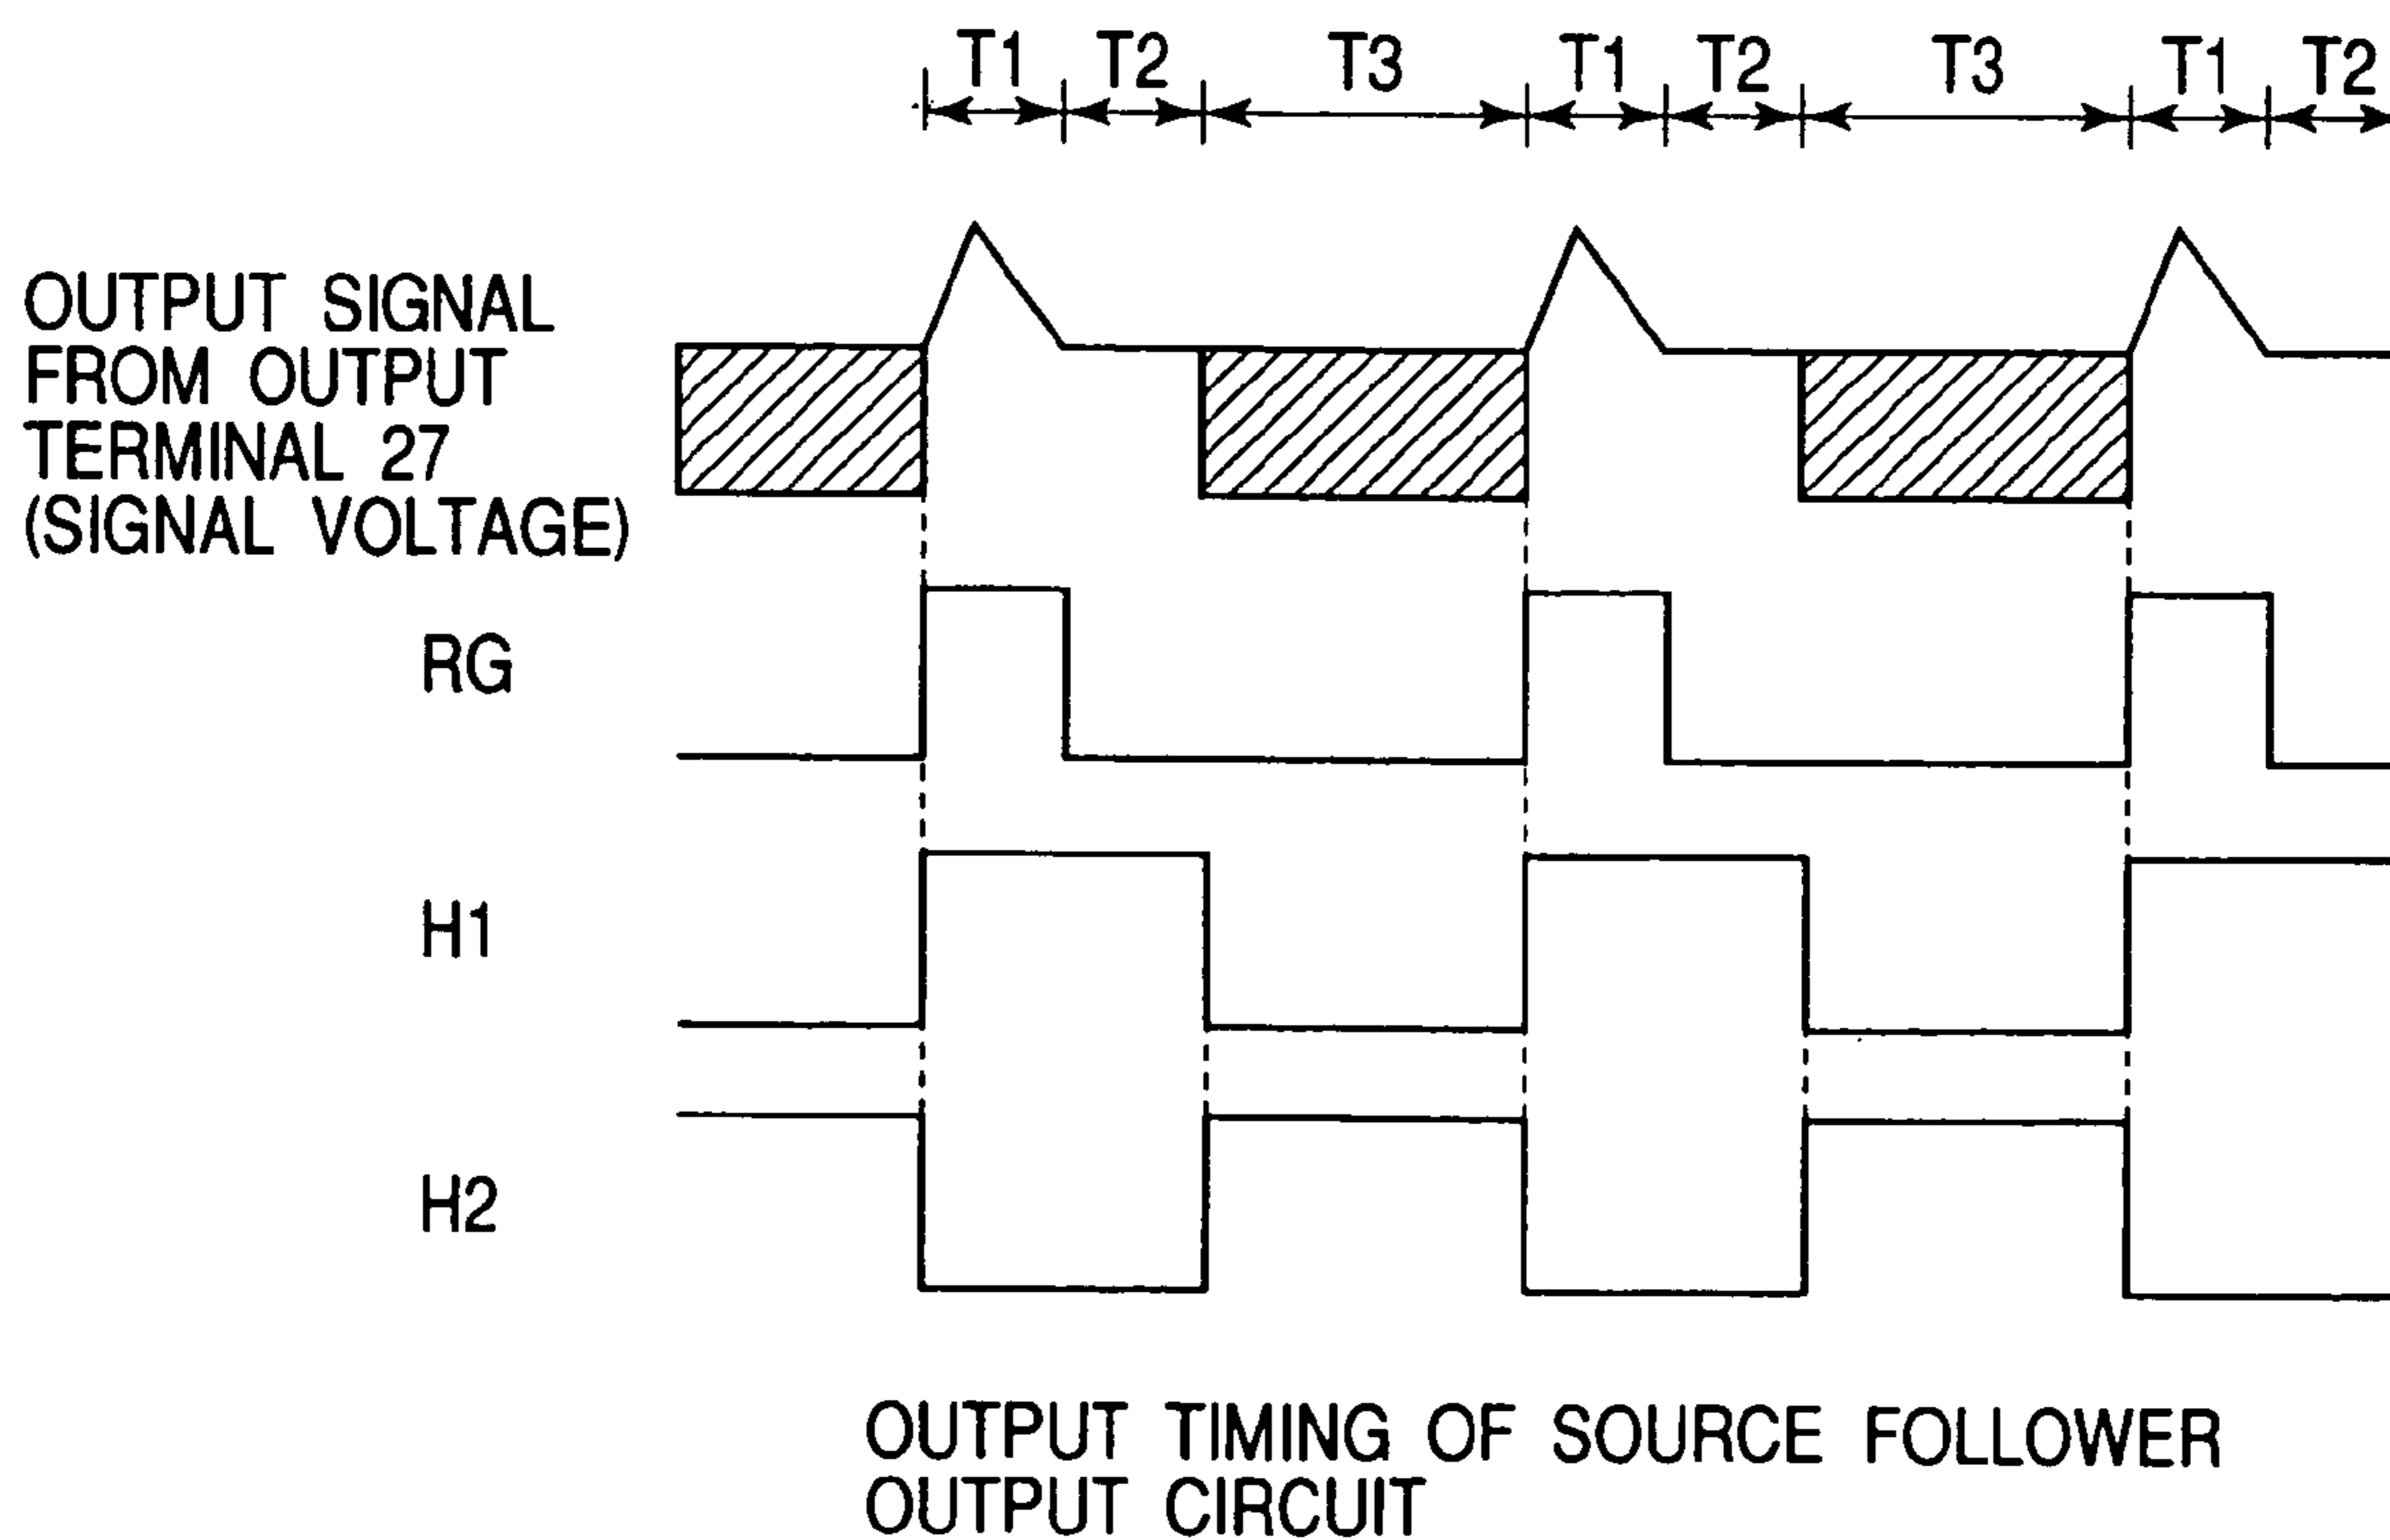 T1 T2 T3 T1 T2 T3 T1 T2
OUTPUT SIGNAL
FROM OUTPUT
TERMINAL 27
(SIGNAL VOLTAGE)
RG
H1
H2
OUTPUT TIMING OF SOURCE FOLLOWER
OUTPUT CIRCUIT